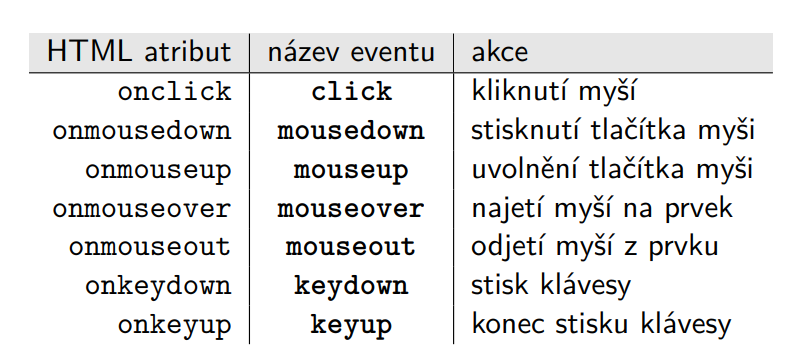 HTML atribut název eventu akce
onclick click kliknutí myší
onmousedown mousedown stisknutí tlačítka myši
onmouseup mouseup uvolnění tlačítka myši
onmouseover mouseover najetí myší na prvek
onmouseout mouseout odjetí myší z prvku
onkeydown keydown stisk klávesy
onkeyup keyup konec stisku klávesy